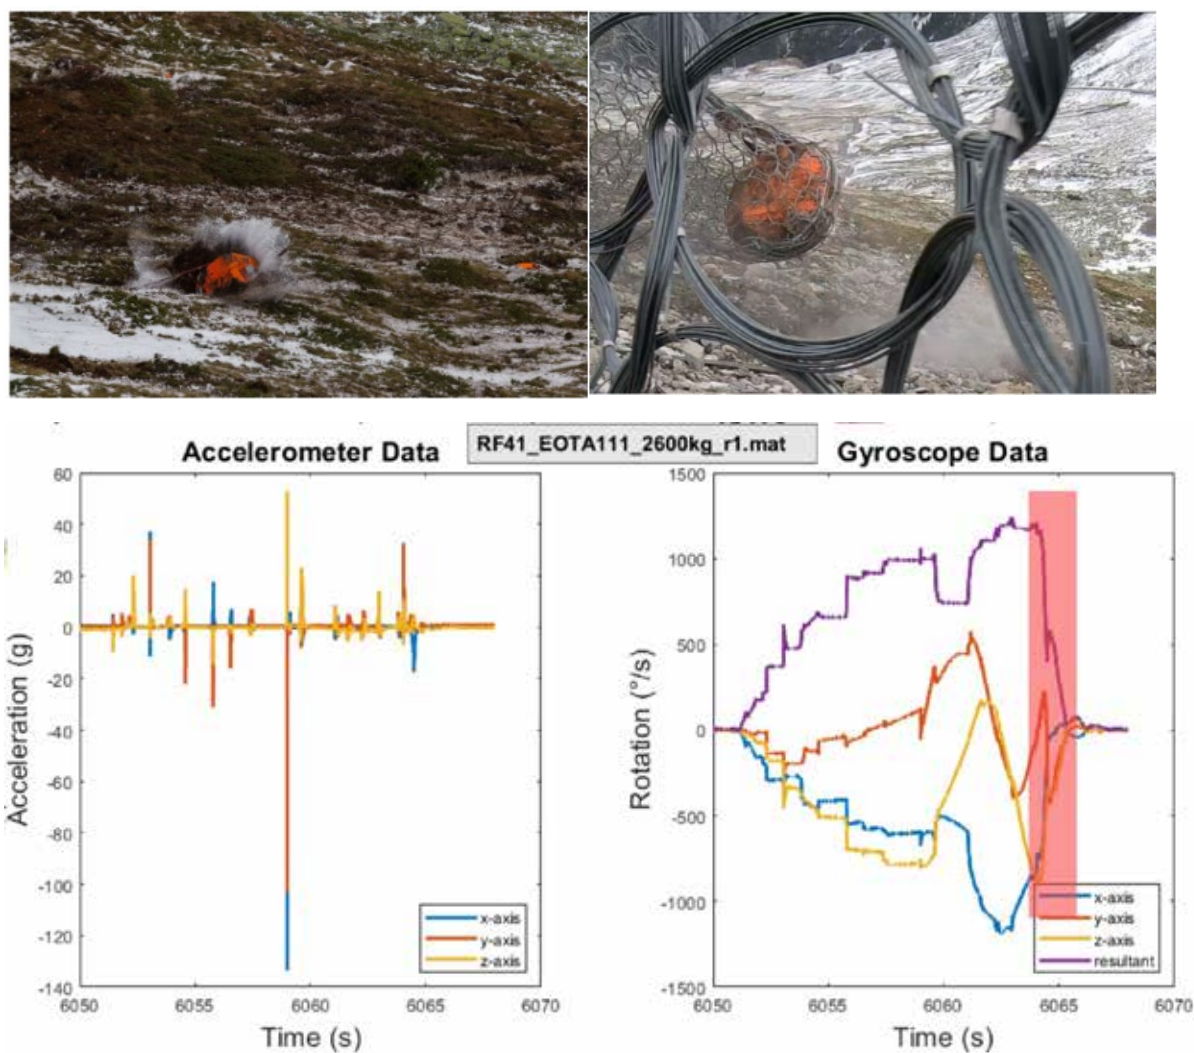 RF41_EOTA111_2600kg_r1.mat
Accelerometer Data
60
40
20
0
-20
-40
-60
-80
-100
-120
-140
Acceleration (g)
x-axis
y-axis
z-axis
6050
6055
6060
6065
6070
Time (s)
Gyroscope Data
1500
1000
500
0
-500
-1000
-1500
Rotation (°/s)
x-axis
y-axis
z-axis
resultant
6050
6055
6060
6065
6070
Time (s)